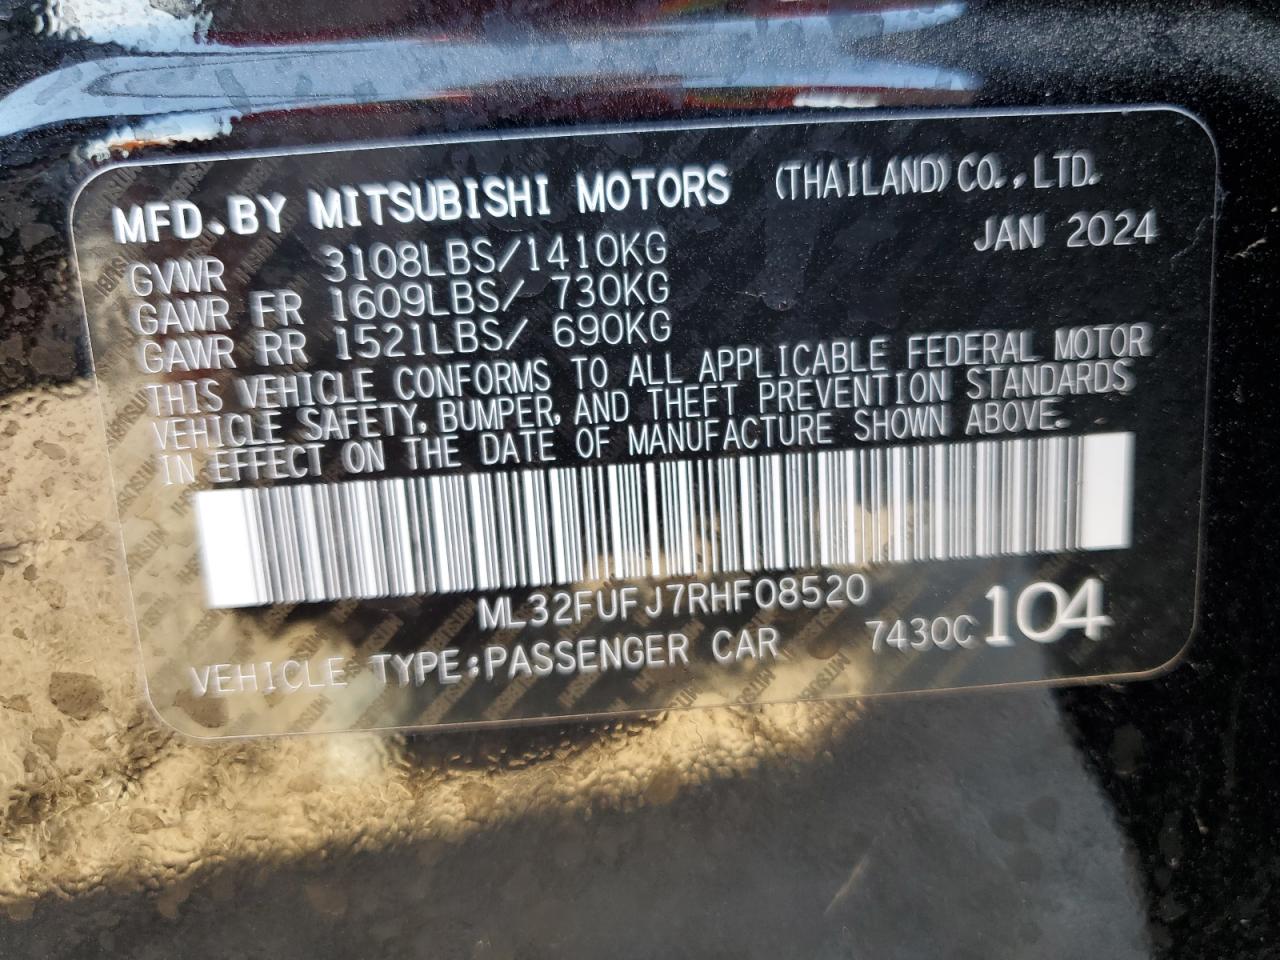 MFD.BY MITSUBISHI MOTORS (THAILAND) CO.,LTD.
JAN 2024
GVWR 3108LBS/1410KG
GAWR FR 1609LBS/ 730KG
GAWR RR 1521LBS/ 690KG
THIS VEHICLE CONFORMS TO ALL APPLICABLE FEDERAL MOTOR
VEHICLE SAFETY, BUMPER, AND THEFT PREVENTION STANDARDS
IN EFFECT ON THE DATE OF MANUFACTURE SHOWN ABOVE.
ML32FUFJ7RHF08520
VEHICLE TYPE:PASSENGER CAR 7430C 104